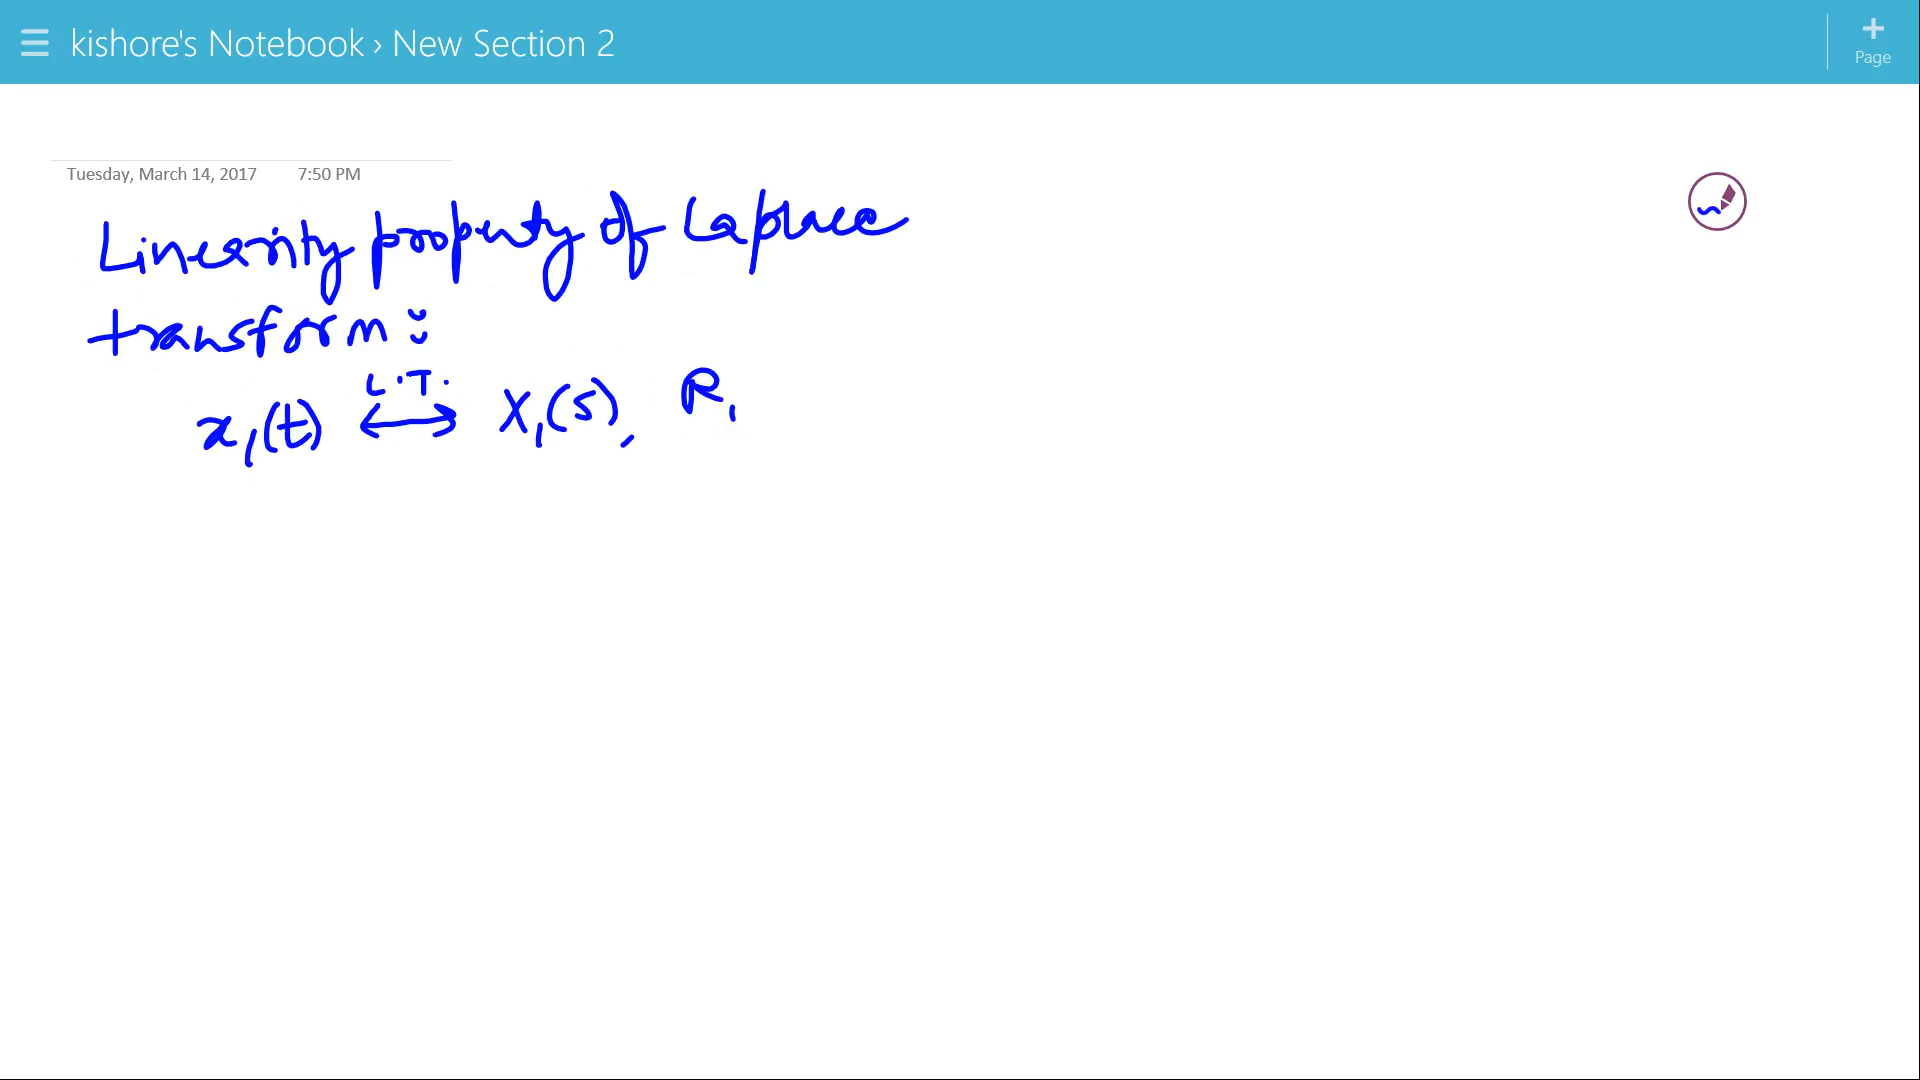 kishore's Notebook › New Section 2
Page
Tuesday, March 14, 2017 7:50 PM
Linearity property of Laplace
transform:
L.T.
x₁(t) ↔ X₁(s), R₁